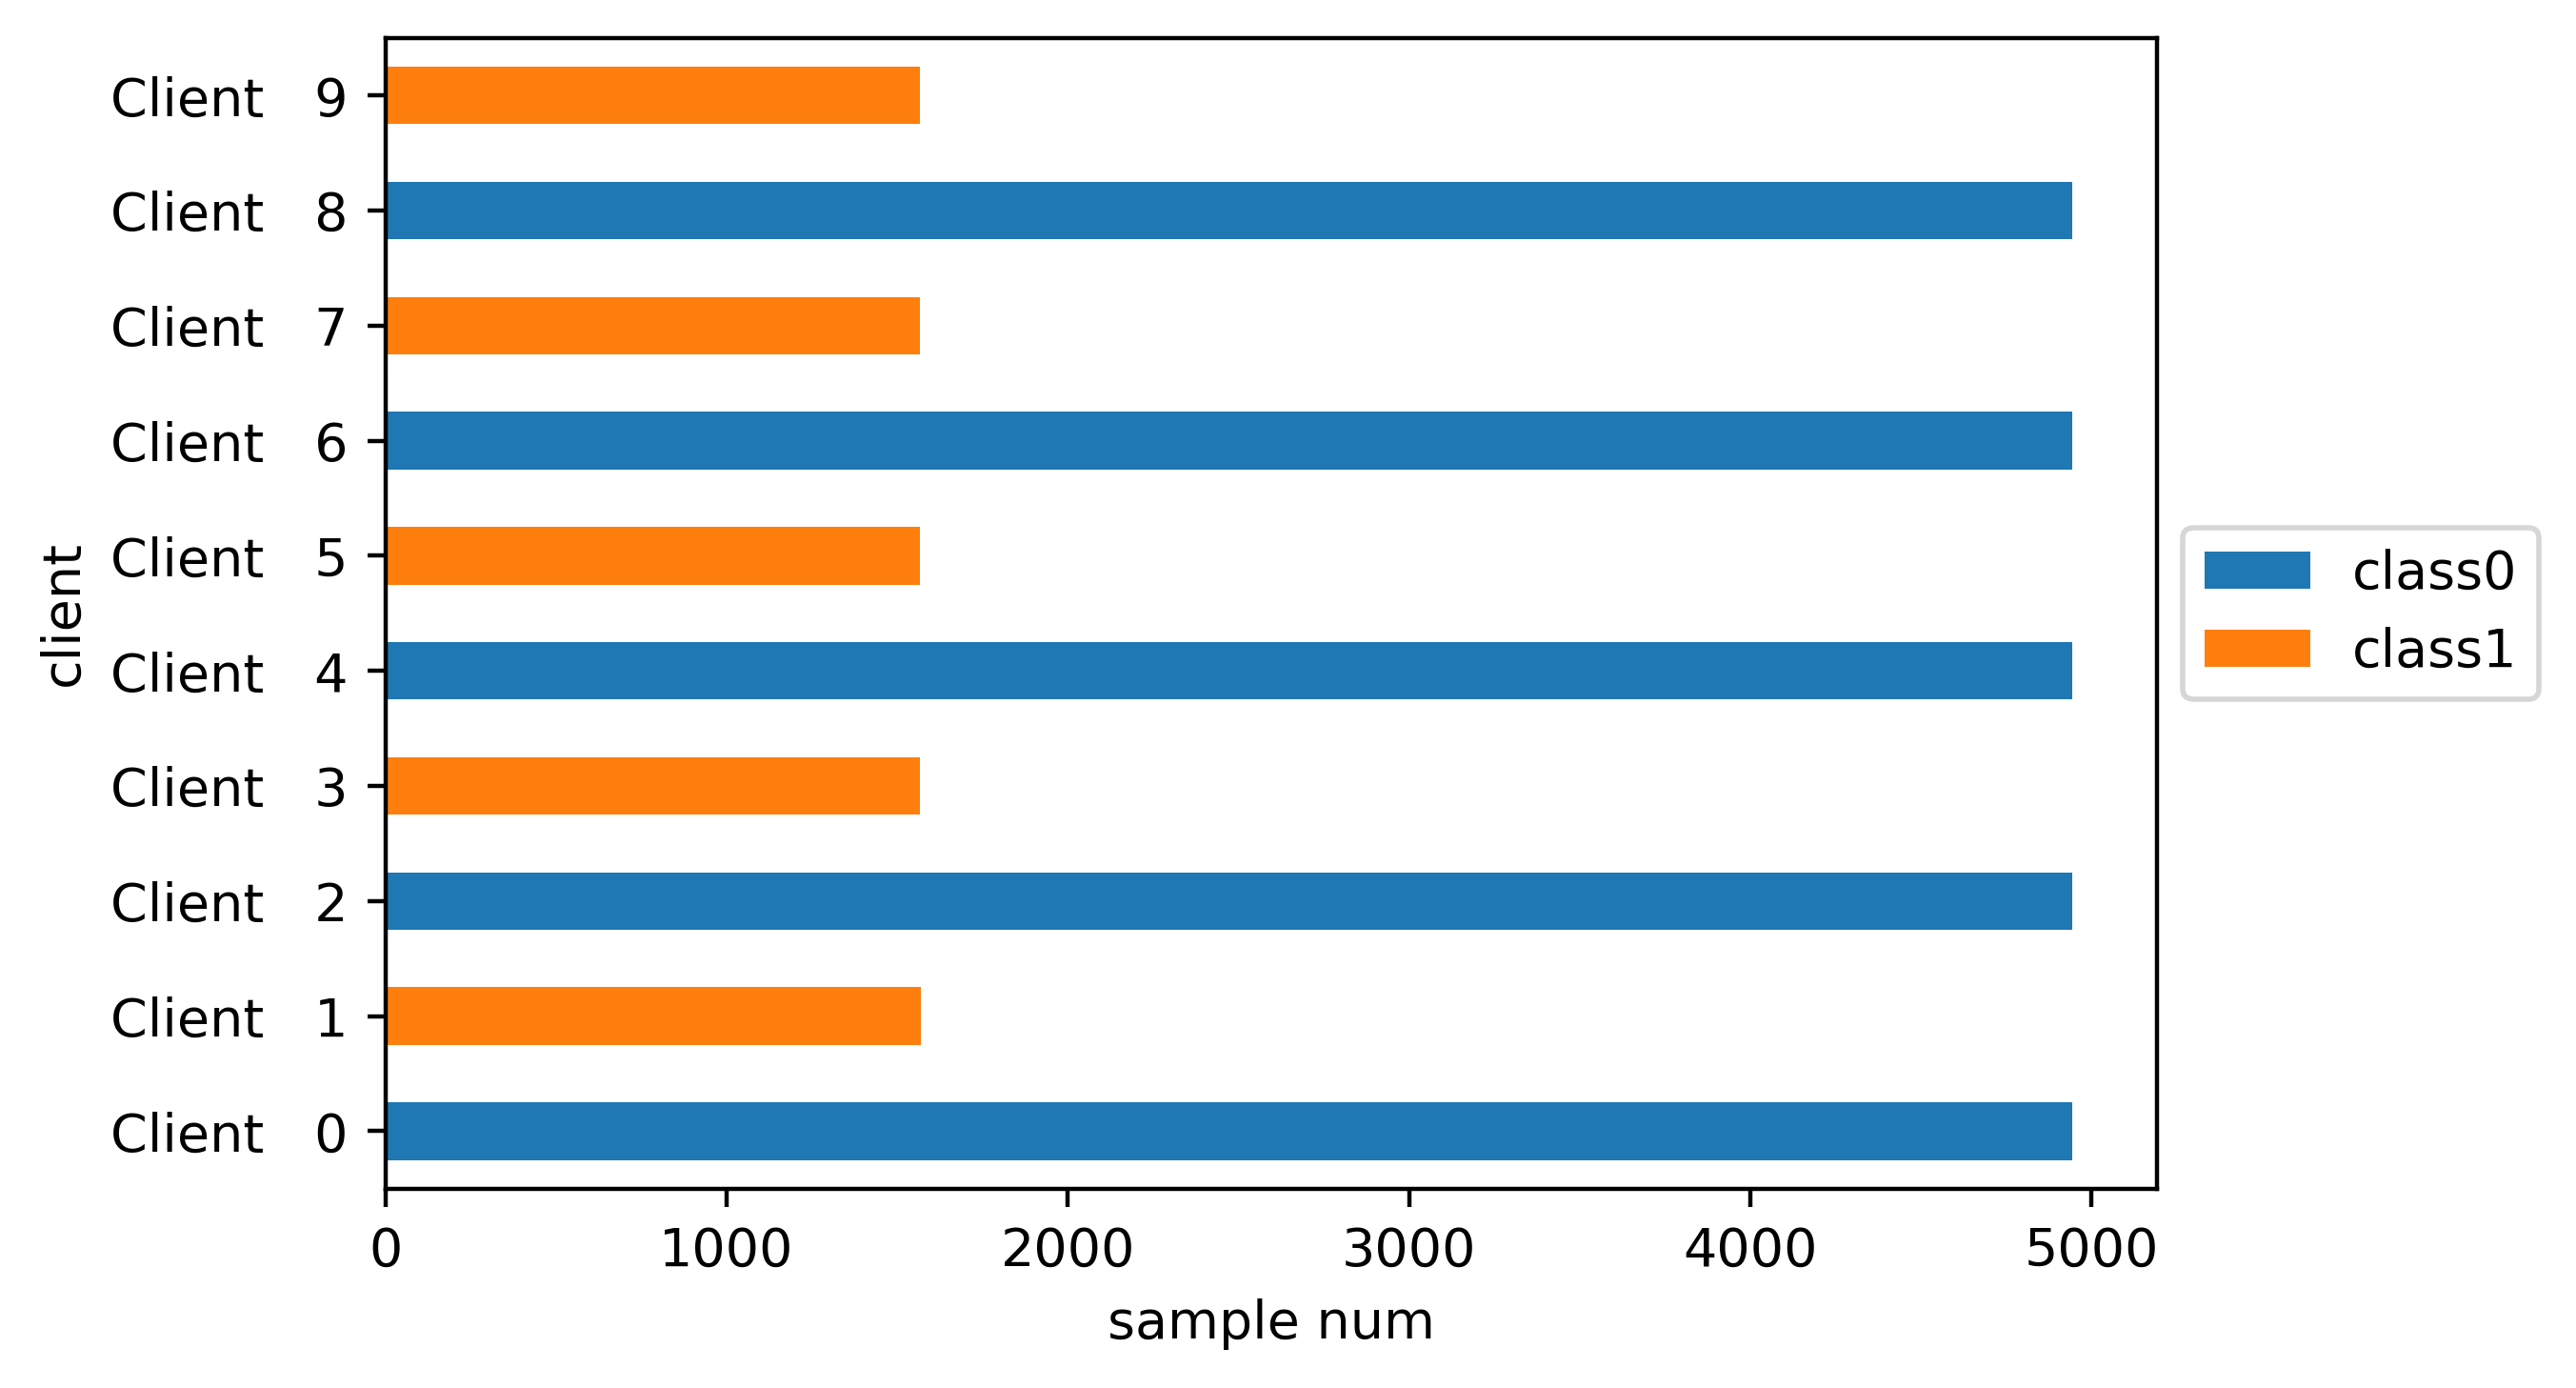 Client 9
Client 8
Client 7
Client 6
Client 5
Client 4
Client 3
Client 2
Client 1
Client 0
client
0 1000 2000 3000 4000 5000
sample num
class0
class1